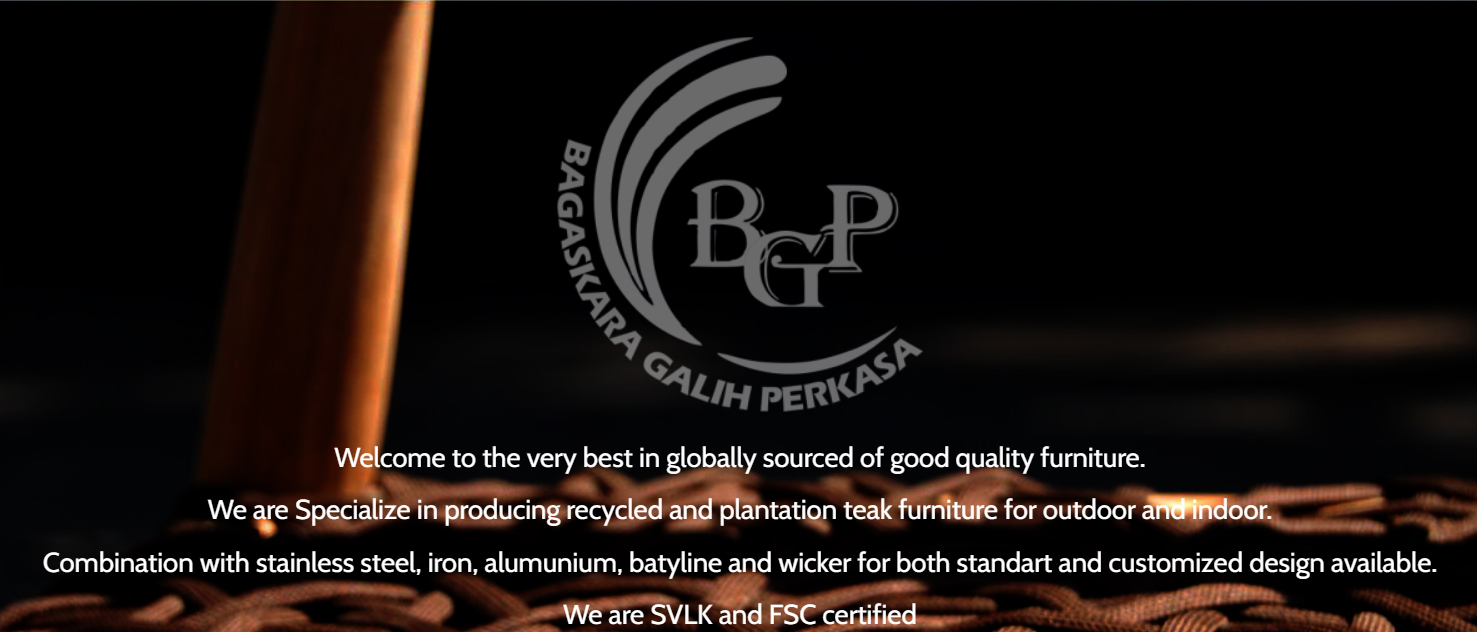 BGP
BAGASKARA GALIH PERKASA
Welcome to the very best in globally sourced of good quality furniture.
We are Specialize in producing recycled and plantation teak furniture for outdoor and indoor.
Combination with stainless steel, iron, alumunium, batyline and wicker for both standart and customized design available.
We are SVLK and FSC certified